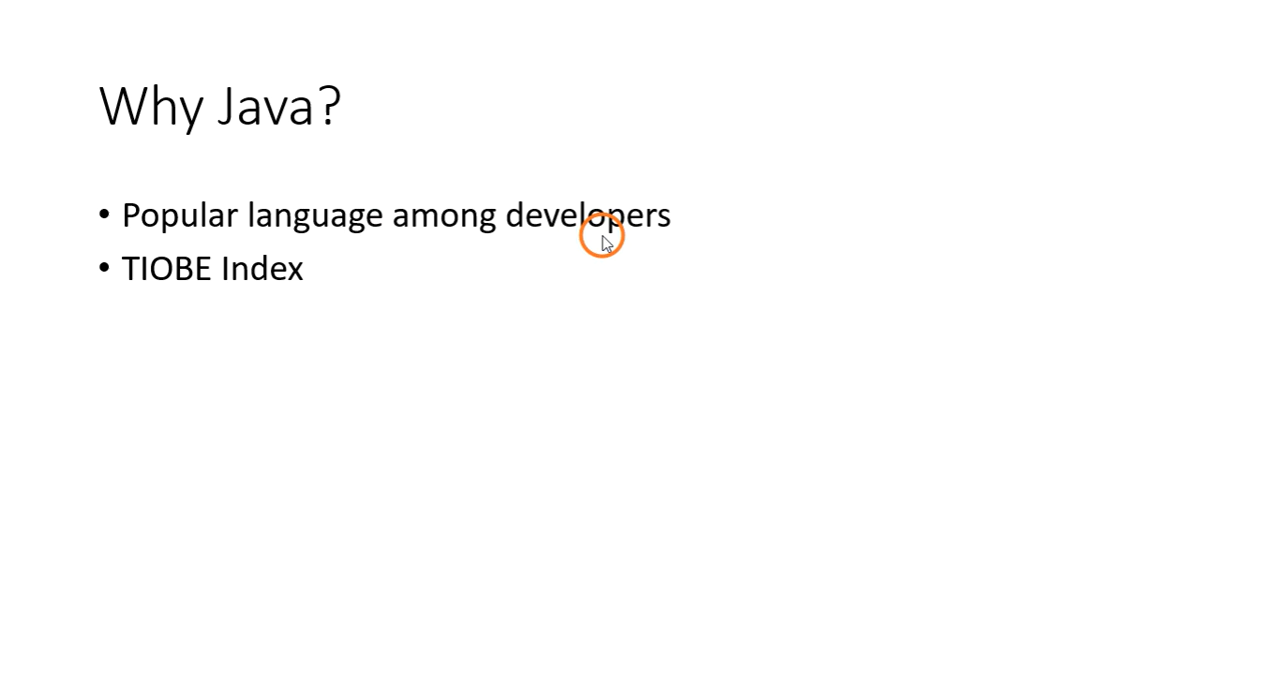 Why Java?
• Popular language among developers
• TIOBE Index